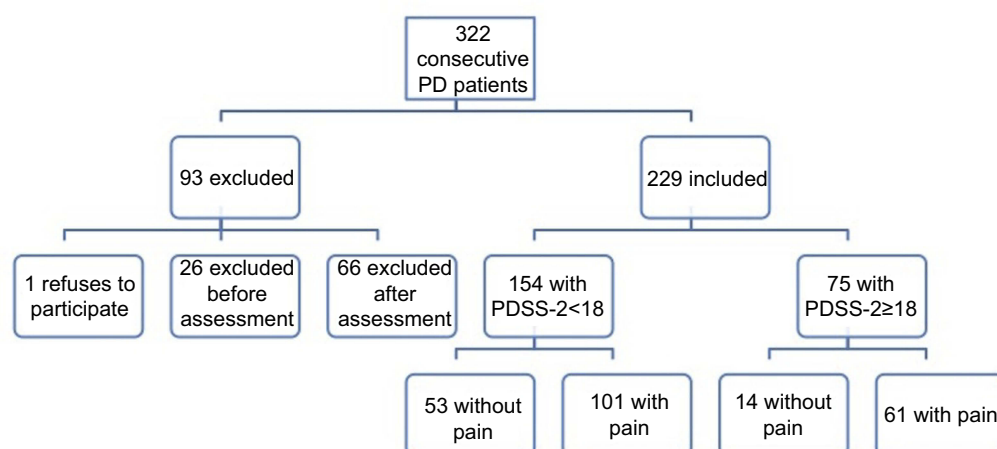 322
consecutive
PD patients
93 excluded
229 included
1 refuses to
participate
26 excluded
before
assessment
66 excluded
after
assessment
154 with
PDSS-2<18
75 with
PDSS-2≥18
53 without
pain
101 with
pain
14 without
pain
61 with pain